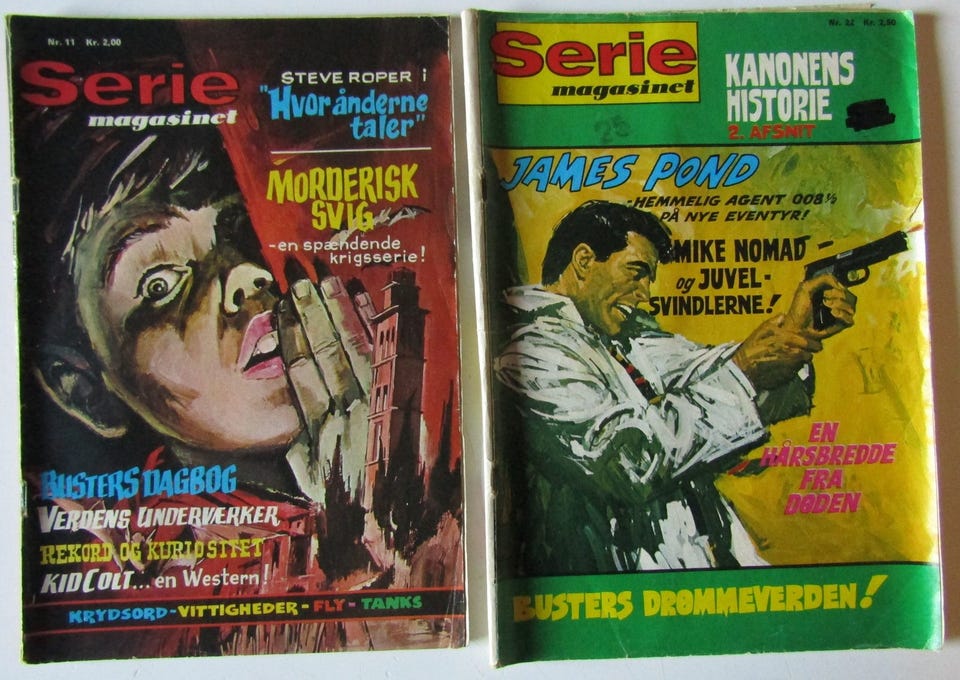 Nr. 11 Kr. 2,00
Serie
magasinet
STEVE ROPER i
"Hvor ånderne
taler"
MORDERISK
SVIG
-en spændende
krigsserie!
BUSTERS DAGBOG
VERDENS UNDERVÆRKER
REKORD OG KURIOSITET
KID COLT... en Western!
KRYDSORD-VITTIGHEDER-FLY-TANKS
Nr. 22 Kr. 2,50
Serie
magasinet
KANONENS
HISTORIE
2. AFSNIT
JAMES POND
-HEMMELIG AGENT 008½
PÅ NYE EVENTYR!
MIKE NOMAD -
og JUVEL-
SVINDLERNE!
EN
HÅRSBREDDE
FRA
DØDEN
BUSTERS DRØMMEVERDEN!